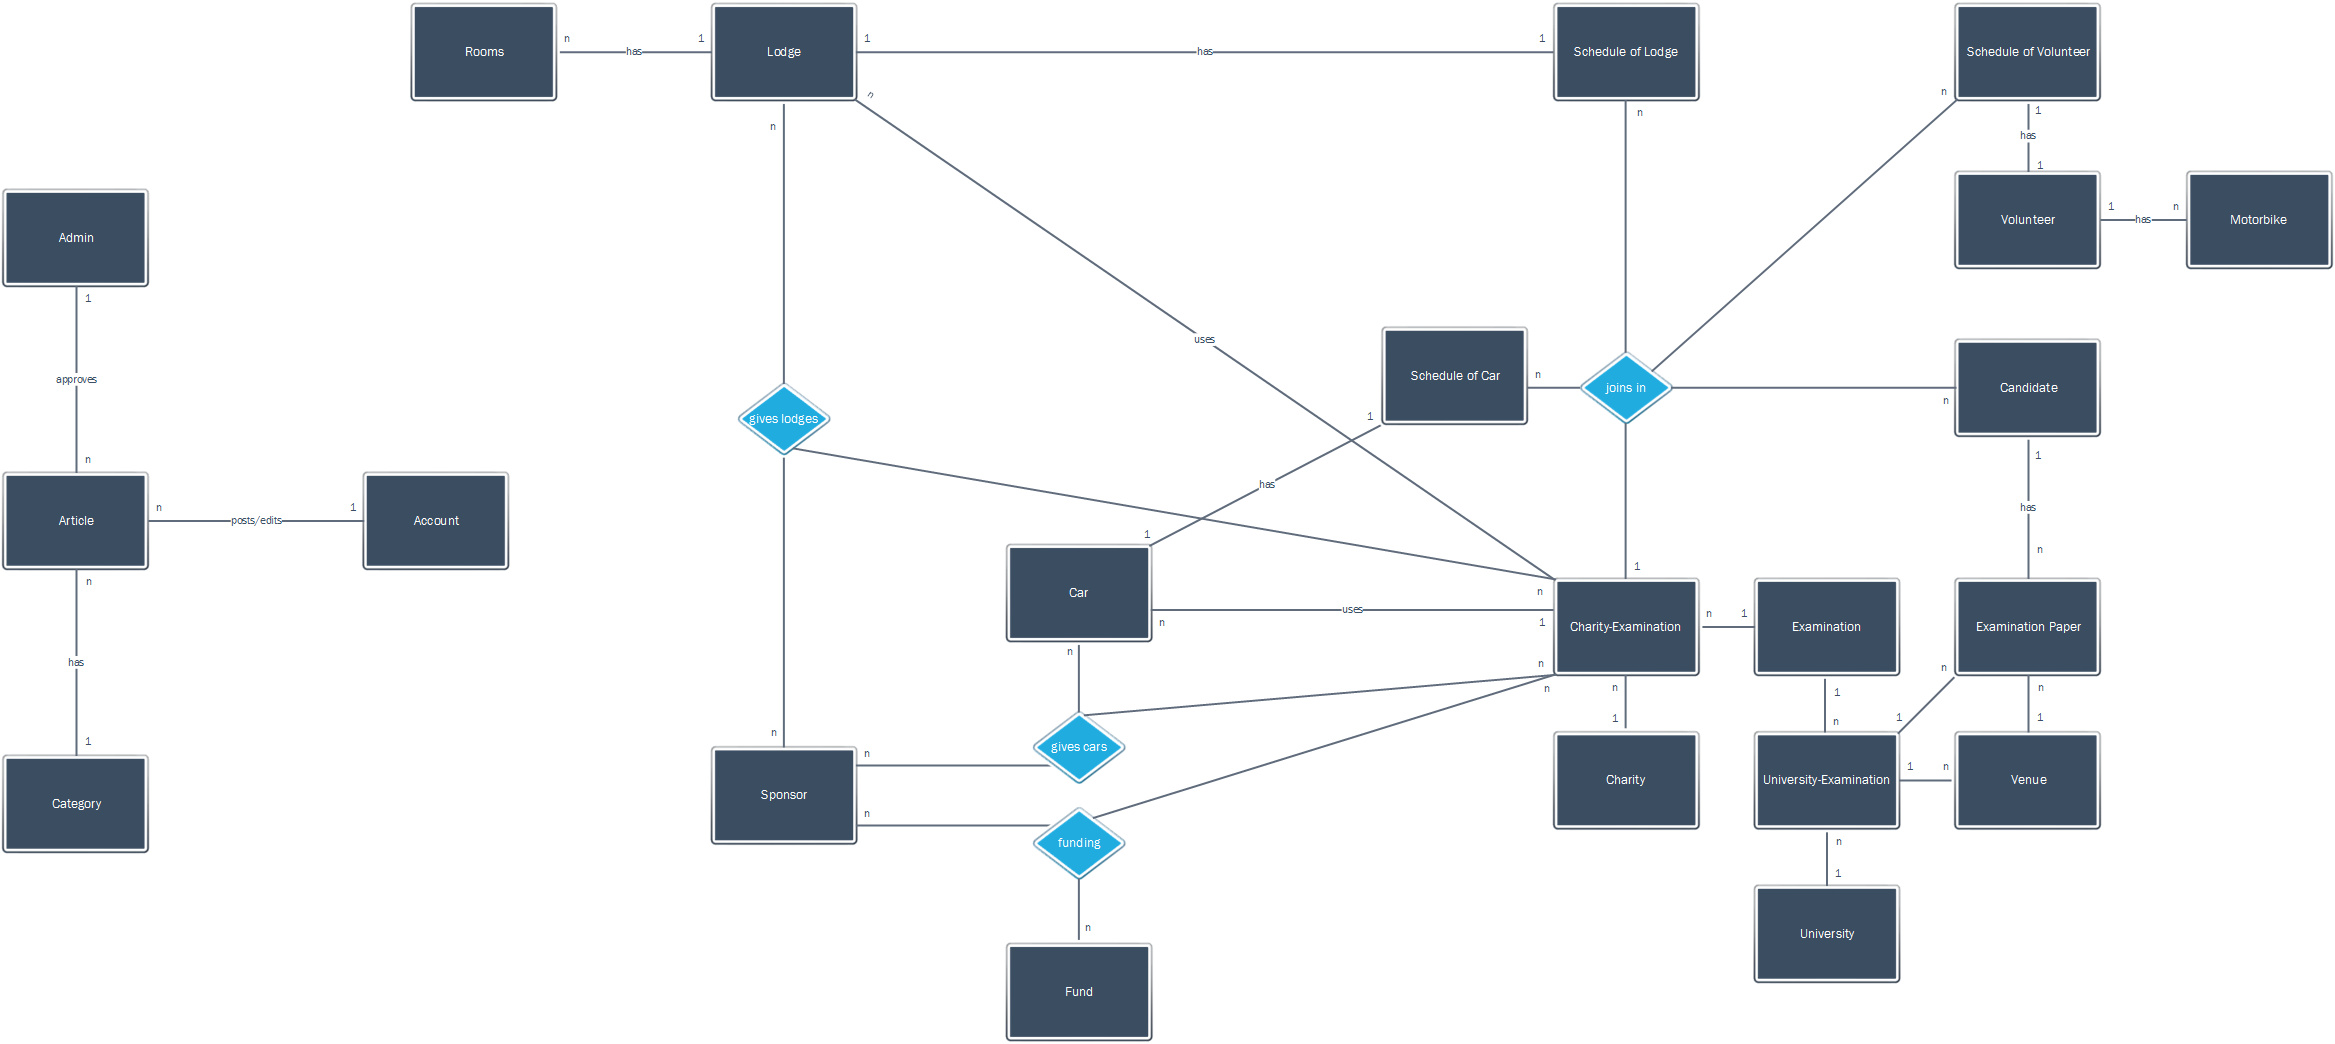 Rooms
n
has
1
Lodge
1
has
1
Schedule of Lodge
Schedule of Volunteer
n
n
n
n
1
has
1
Admin
Volunteer
1
has
n
Motorbike
1
uses
approves
Schedule of Car
n
joins in
Candidate
n
1
gives lodges
n
1
has
Article
n
posts/edits
1
Account
has
1
n
n
1
Car
n
uses
n
1
Charity-Examination
n
1
Examination
Examination Paper
has
n
n
n
n
n
1
n
1
n
1
n
1
n
1
1
n
Sponsor
n
gives cars
Charity
University-Examination
1
n
Venue
Category
n
funding
n
1
n
University
Fund